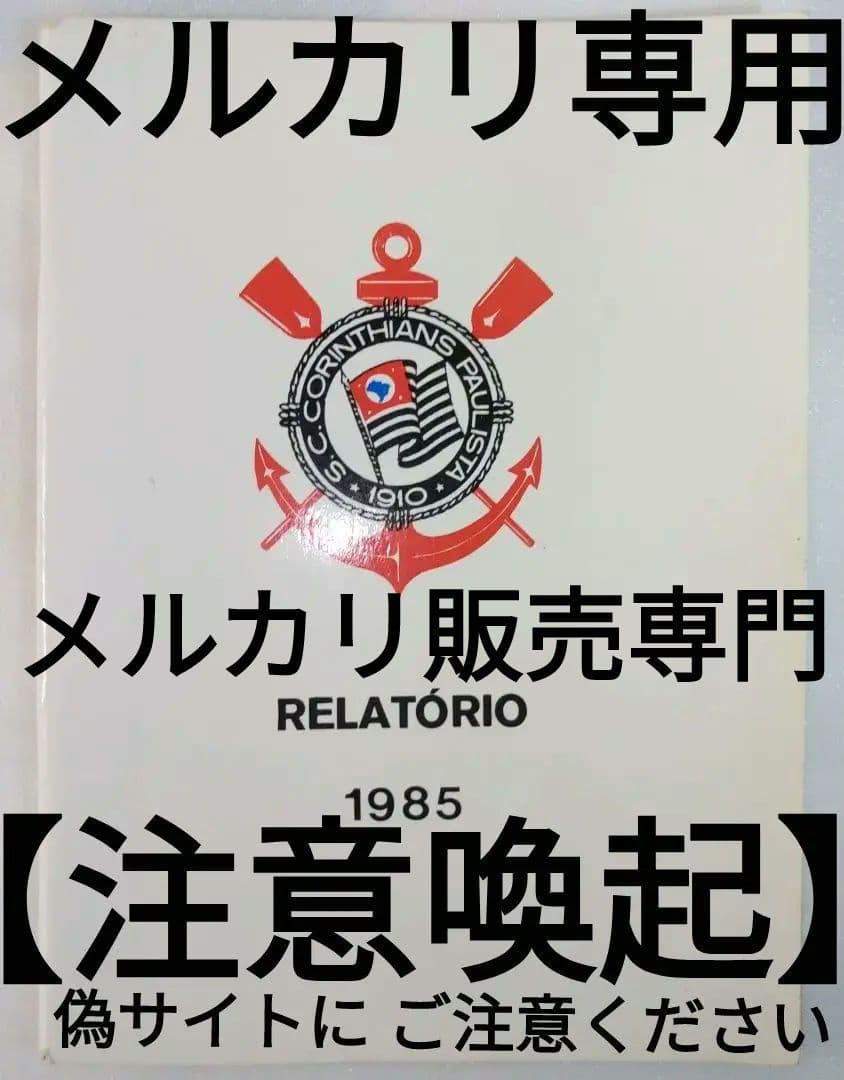 メルカリ専用
S.C.CORINTHIANS PAULISTA
1910
メルカリ販売専門
RELATÓRIO
1985
【注意喚起】
偽サイトに ご注意ください